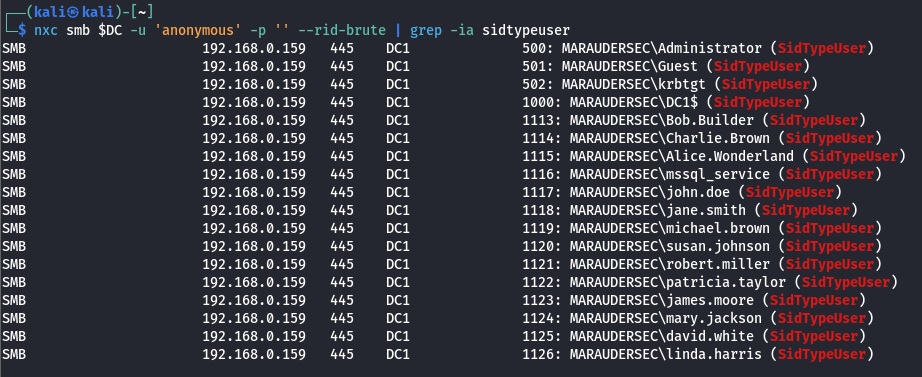 ┌──(kali㉿kali)-[~]
└─$ nxc smb $DC -u 'anonymous' -p '' --rid-brute | grep -ia sidtypeuser
SMB 192.168.0.159 445 DC1 500: MARAUDERSEC\Administrator (SidTypeUser)
SMB 192.168.0.159 445 DC1 501: MARAUDERSEC\Guest (SidTypeUser)
SMB 192.168.0.159 445 DC1 502: MARAUDERSEC\krbtgt (SidTypeUser)
SMB 192.168.0.159 445 DC1 1000: MARAUDERSEC\DC1$ (SidTypeUser)
SMB 192.168.0.159 445 DC1 1113: MARAUDERSEC\Bob.Builder (SidTypeUser)
SMB 192.168.0.159 445 DC1 1114: MARAUDERSEC\Charlie.Brown (SidTypeUser)
SMB 192.168.0.159 445 DC1 1115: MARAUDERSEC\Alice.Wonderland (SidTypeUser)
SMB 192.168.0.159 445 DC1 1116: MARAUDERSEC\mssql_service (SidTypeUser)
SMB 192.168.0.159 445 DC1 1117: MARAUDERSEC\john.doe (SidTypeUser)
SMB 192.168.0.159 445 DC1 1118: MARAUDERSEC\jane.smith (SidTypeUser)
SMB 192.168.0.159 445 DC1 1119: MARAUDERSEC\michael.brown (SidTypeUser)
SMB 192.168.0.159 445 DC1 1120: MARAUDERSEC\susan.johnson (SidTypeUser)
SMB 192.168.0.159 445 DC1 1121: MARAUDERSEC\robert.miller (SidTypeUser)
SMB 192.168.0.159 445 DC1 1122: MARAUDERSEC\patricia.taylor (SidTypeUser)
SMB 192.168.0.159 445 DC1 1123: MARAUDERSEC\james.moore (SidTypeUser)
SMB 192.168.0.159 445 DC1 1124: MARAUDERSEC\mary.jackson (SidTypeUser)
SMB 192.168.0.159 445 DC1 1125: MARAUDERSEC\david.white (SidTypeUser)
SMB 192.168.0.159 445 DC1 1126: MARAUDERSEC\linda.harris (SidTypeUser)